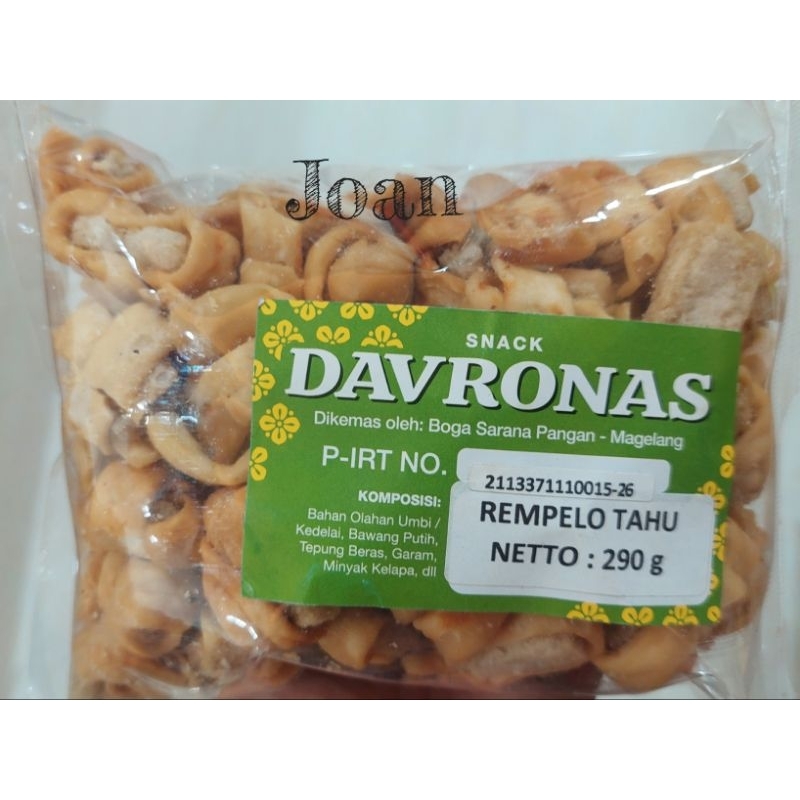 Joan
SNACK
DAVRONAS
Dikemas oleh: Boga Sarana Pangan - Magelang
P-IRT NO.
2113371110015-26
KOMPOSISI:
Bahan Olahan Umbi /
Kedelai, Bawang Putih,
Tepung Beras, Garam,
Minyak Kelapa, dll
REMPELO TAHU
NETTO : 290 g